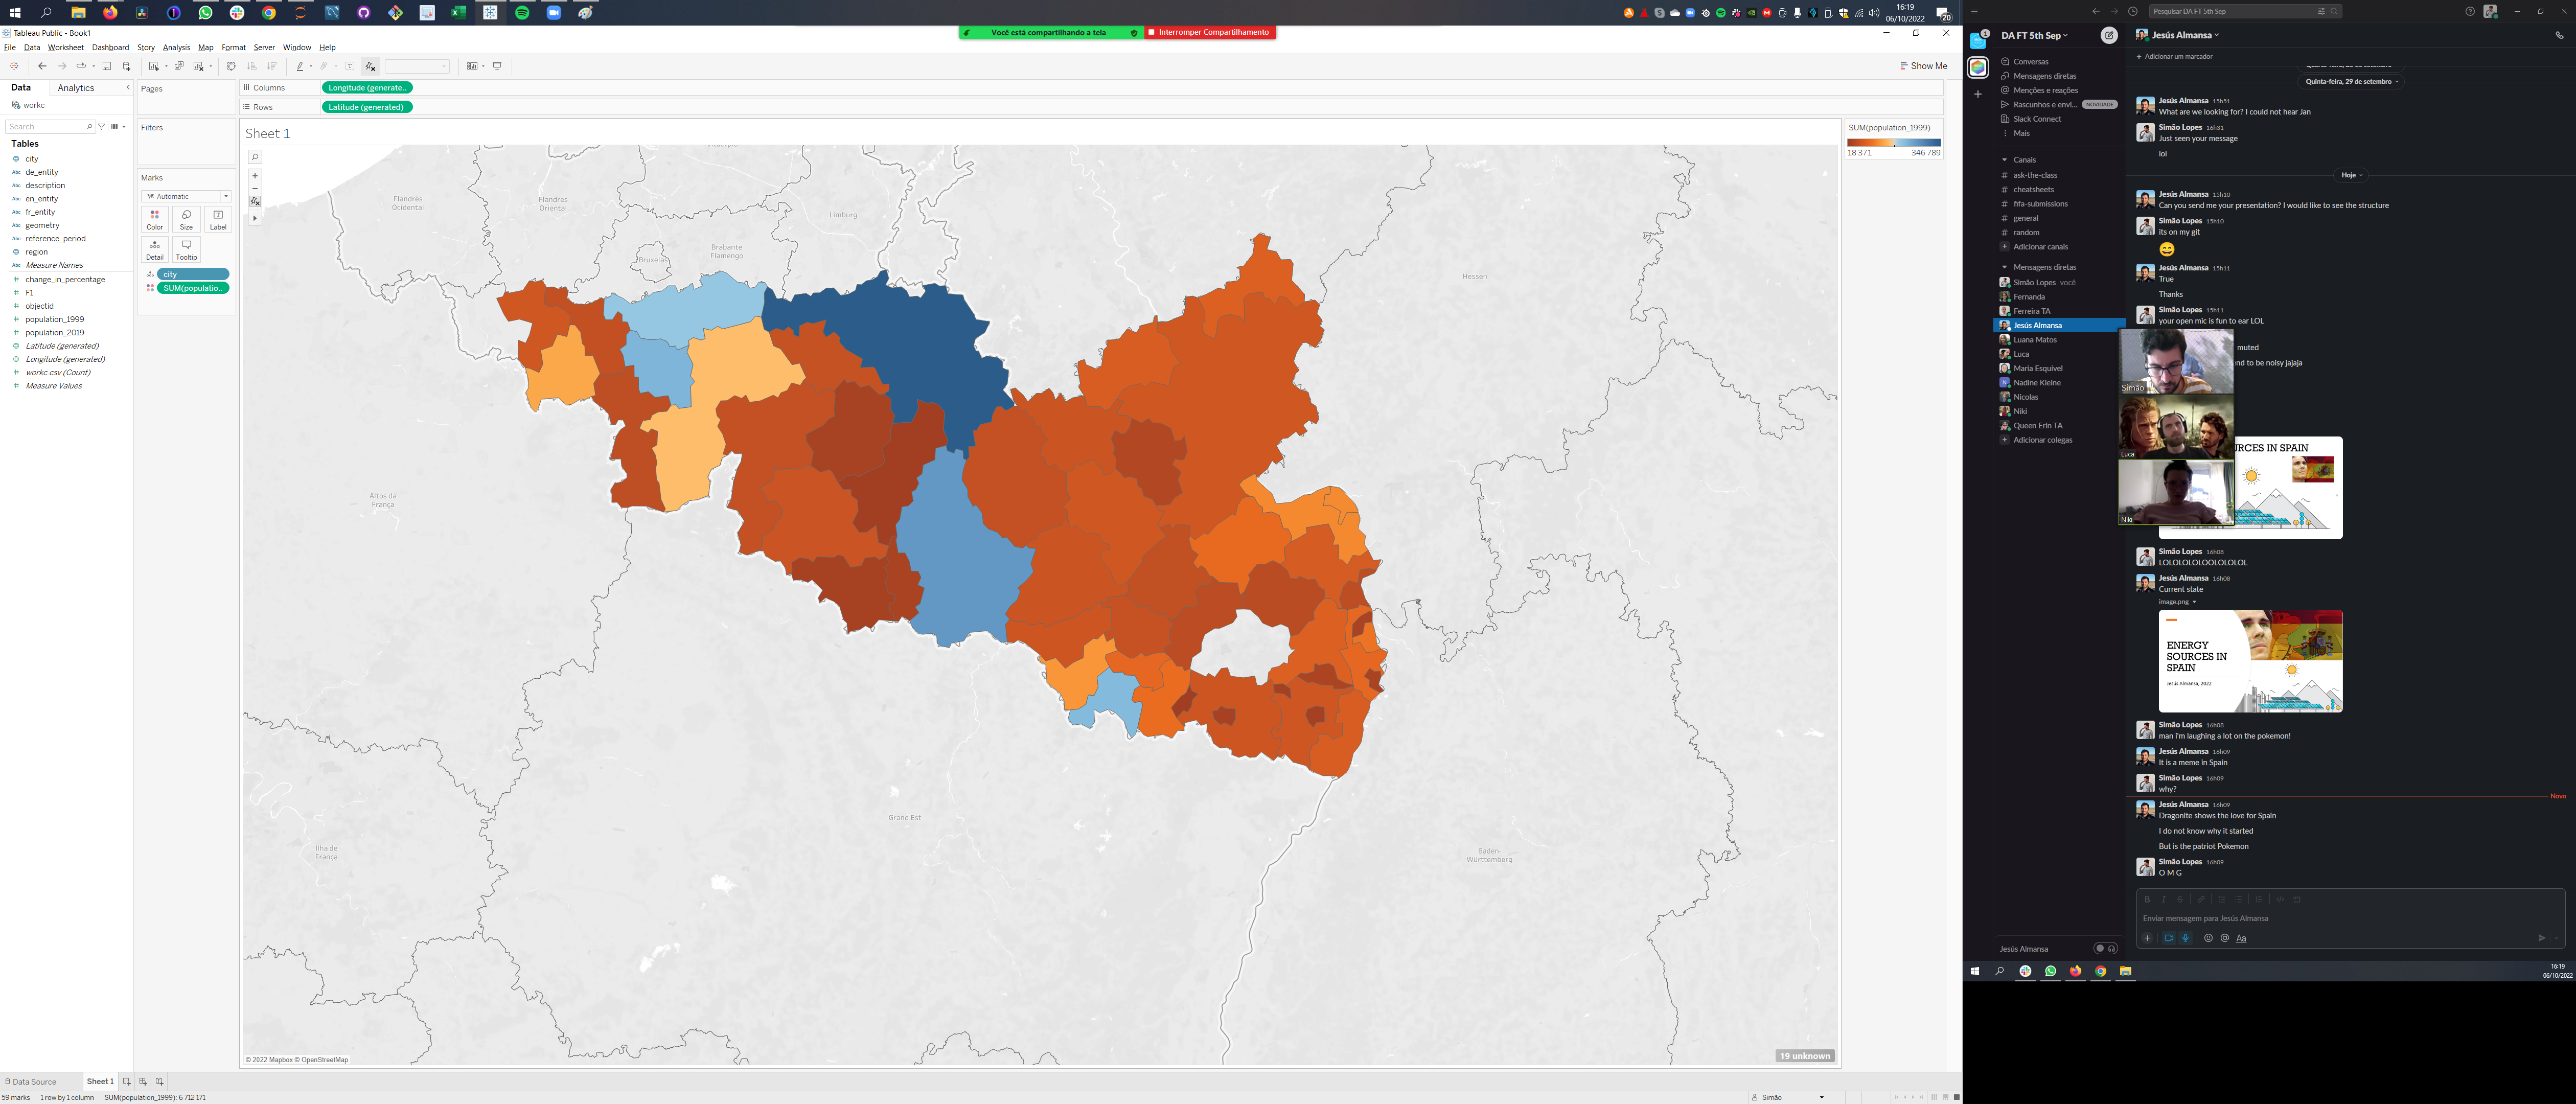 16:19
06/10/2022
20
Tableau Public - Book1
Você está compartilhando a tela
Interromper Compartilhamento
File Data Worksheet Dashboard Story Analysis Map Format Server Window Help
Show Me
Data Analytics
workc
Search
Tables
city
Abc de_entity
Abc description
Abc en_entity
Abc fr_entity
Abc geometry
Abc reference_period
region
Abc Measure Names
# change_in_percentage
# F1
# objectid
# population_1999
# population_2019
Latitude (generated)
Longitude (generated)
# workc.csv (Count)
# Measure Values
Pages
Filters
Marks
Automatic
Color Size Label
Detail Tooltip
city
SUM(populatio..
Columns Longitude (generate..
Rows Latitude (generated)
Sheet 1
Flandres Ocidental
Flandres Oriental
Limburg
Bruxelas
Brabante Flamengo
Hessen
Altos da França
Grand Est
Ilha de França
Baden-Württemberg
© 2022 Mapbox © OpenStreetMap
19 unknown
SUM(population_1999)
18 371 346 789
Data Source Sheet 1
59 marks 1 row by 1 column SUM(population_1999): 6 712 171
Simão
Pesquisar DA FT 5th Sep
1
DA FT 5th Sep
Conversas
Mensagens diretas
Menções e reações
Rascunhos e envi... NOVIDADE
Slack Connect
Mais
Canais
# ask-the-class
# cheatsheets
# fifa-submissions
# general
# random
Adicionar canais
Mensagens diretas
Simão Lopes você
Fernanda
Ferreira TA
Jesús Almansa
Luana Matos
Luca
Maria Esquivel
Nadine Kleine
Nicolas
Niki
Queen Erin TA
Adicionar colegas
Jesús Almansa
Jesús Almansa
+ Adicionar um marcador
Quinta-feira, 29 de setembro
Jesús Almansa 15h51
What are we looking for? I could not hear Jan
Simão Lopes 16h31
Just seen your message
lol
Hoje
Jesús Almansa 15h10
Can you send me your presentation? I would like to see the structure
Simão Lopes 15h10
its on my git
Jesús Almansa 15h11
True
Thanks
Simão Lopes 15h11
your open mic is fun to ear LOL
muted
end to be noisy jajaja
Simão
Luca
Niki
URCES IN SPAIN
Simão Lopes 16h08
LOLOLOLOLOOLOLOLOL
Jesús Almansa 16h08
Current state
image.png
ENERGY
SOURCES IN
SPAIN
Jesús Almansa, 2022
Simão Lopes 16h08
man i'm laughing a lot on the pokemon!
Jesús Almansa 16h09
It is a meme in Spain
Simão Lopes 16h09
why?
Novo
Jesús Almansa 16h09
Dragonite shows the love for Spain
I do not know why it started
But is the patriot Pokemon
Simão Lopes 16h09
O M G
Enviar mensagem para Jesús Almansa
Aa
16:19
06/10/2022